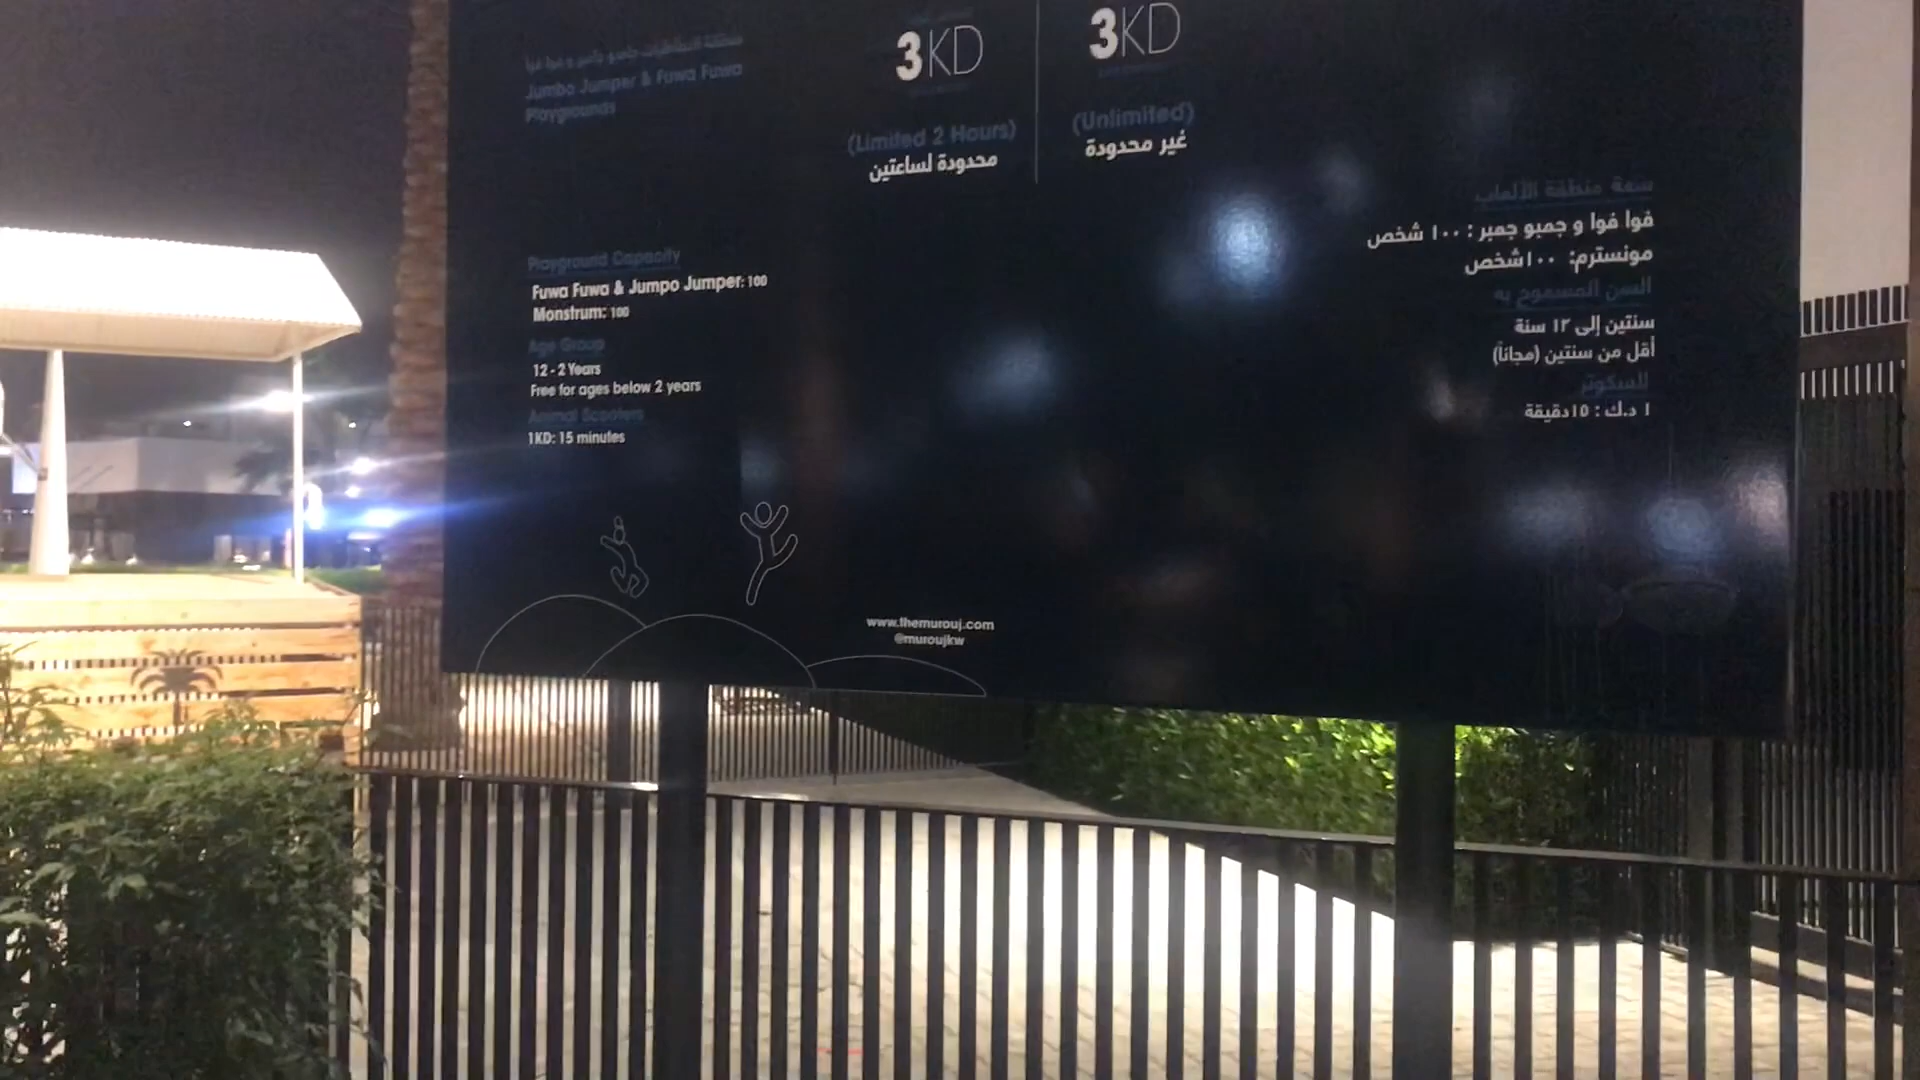 Jumbo Jumper & Fuwa Fuwa
Playgrounds
3KD
(Limited 2 Hours)
محدودة لساعتين
3KD
(Unlimited)
غير محدودة
Playground Capacity
Fuwa Fuwa & Jumpo Jumper: 100
Monstrum: 100
Age Group
12 - 2 Years
Free for ages below 2 years
Animal Scooters
1KD: 15 minutes
سعة منطقة الألعاب
فوا فوا و جمبو جمبر : ١٠٠ شخص
مونسترم: ١٠٠شخص
السن المسموح به
سنتين إلى ١٢ سنة
أقل من سنتين (مجاناً)
للسكوتر
١ د.ك : ١٥دقيقة
www.themurouj.com
@muroujkw